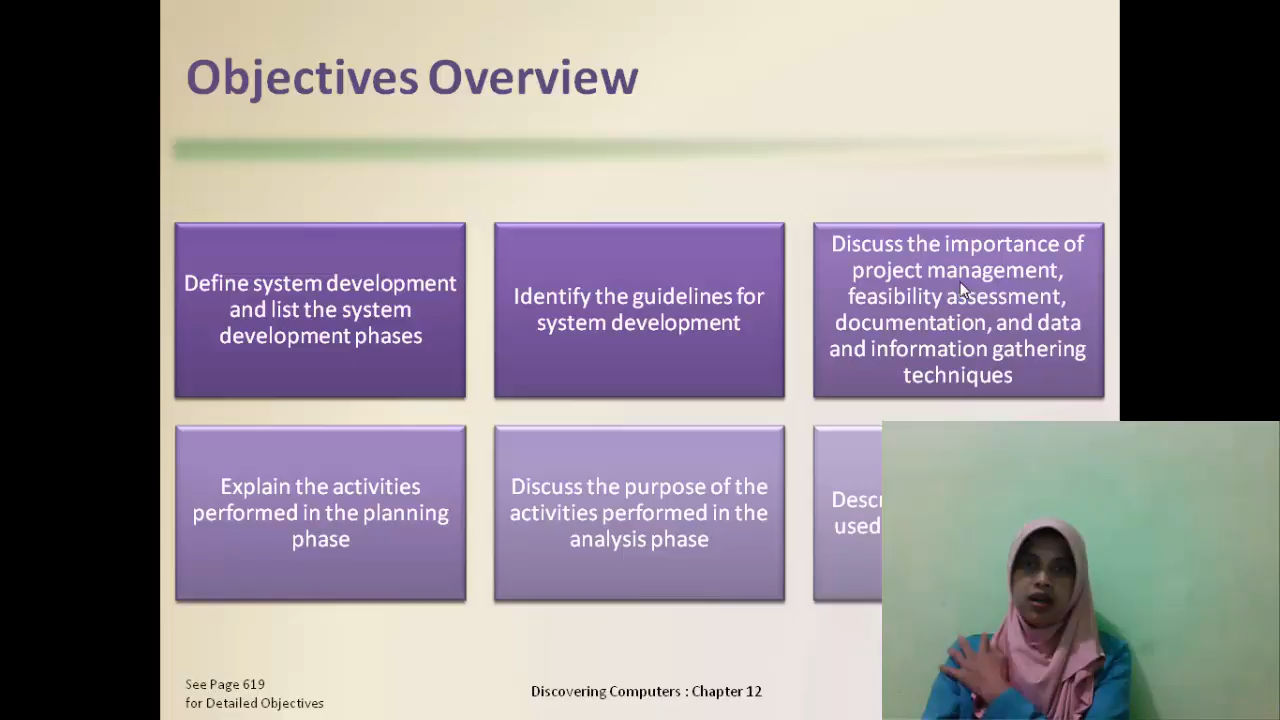 Objectives Overview
Define system development
and list the system
development phases
Identify the guidelines for
system development
Discuss the importance of
project management,
feasibility assessment,
documentation, and data
and information gathering
techniques
Explain the activities
performed in the planning
phase
Discuss the purpose of the
activities performed in the
analysis phase
used
See Page 619
for Detailed Objectives
Discovering Computers : Chapter 12